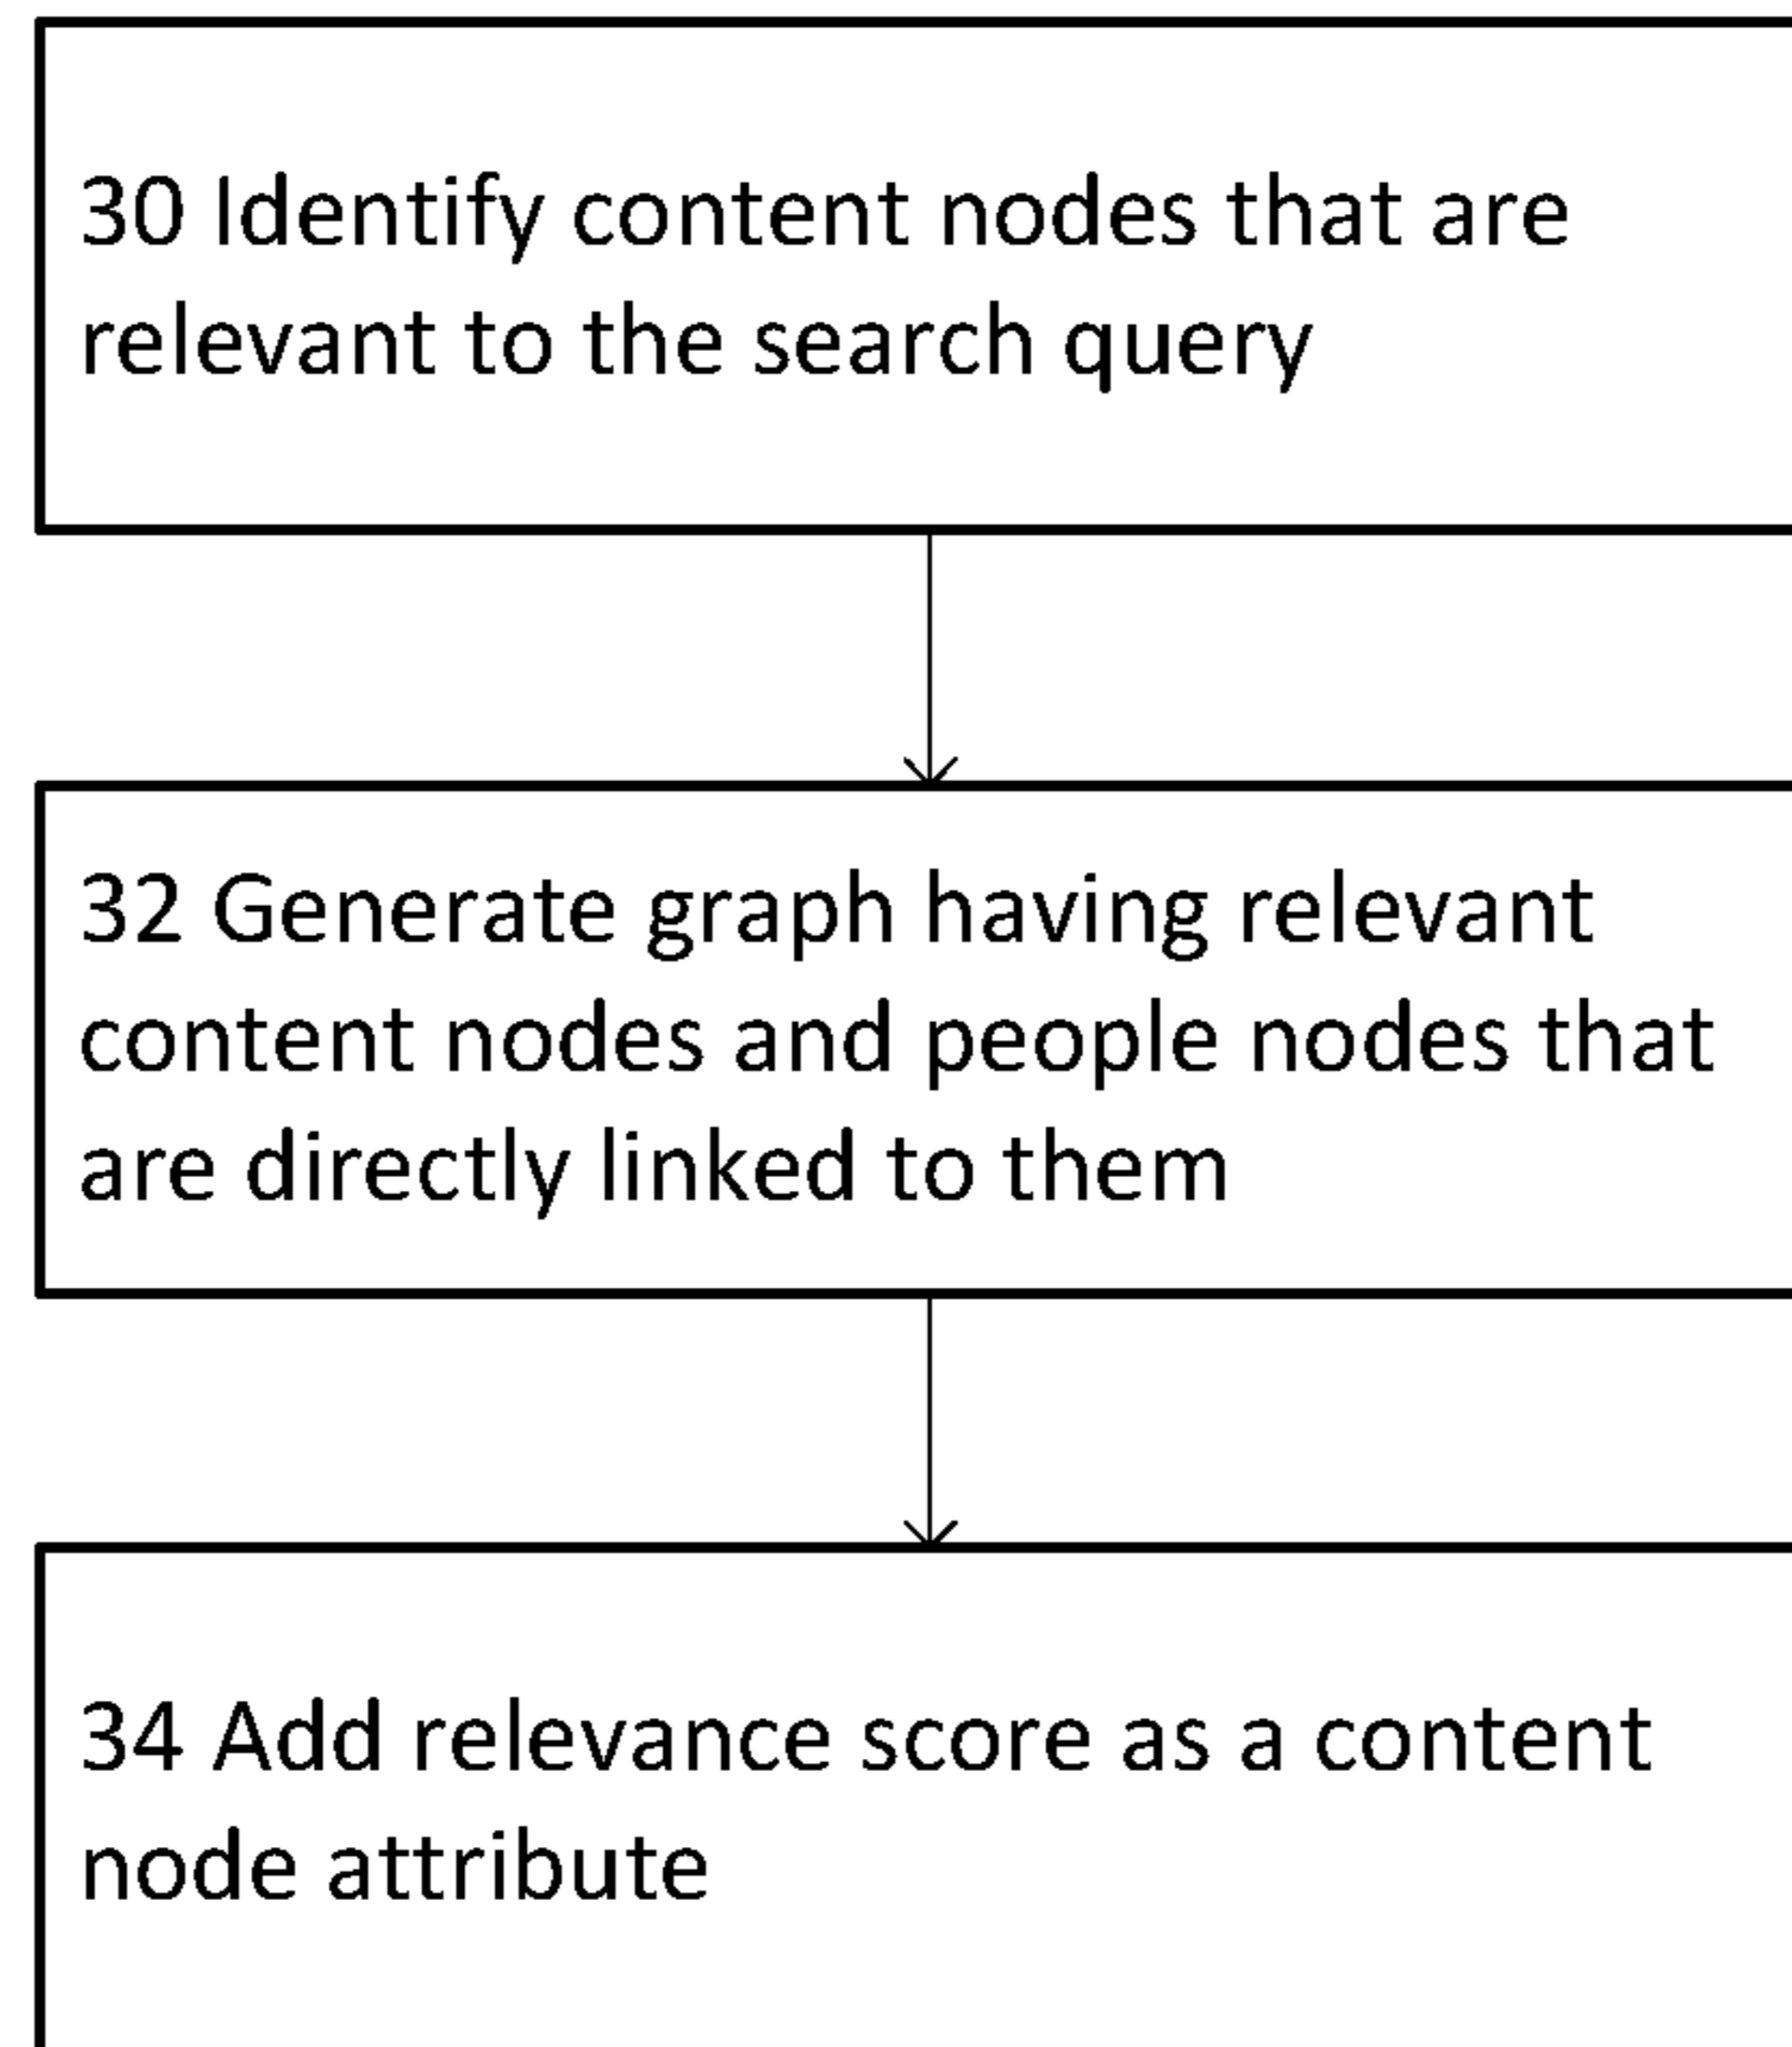 30 Identify content nodes that are
relevant to the search query
32 Generate graph having relevant
content nodes and people nodes that
are directly linked to them
34 Add relevance score as a content
node attribute